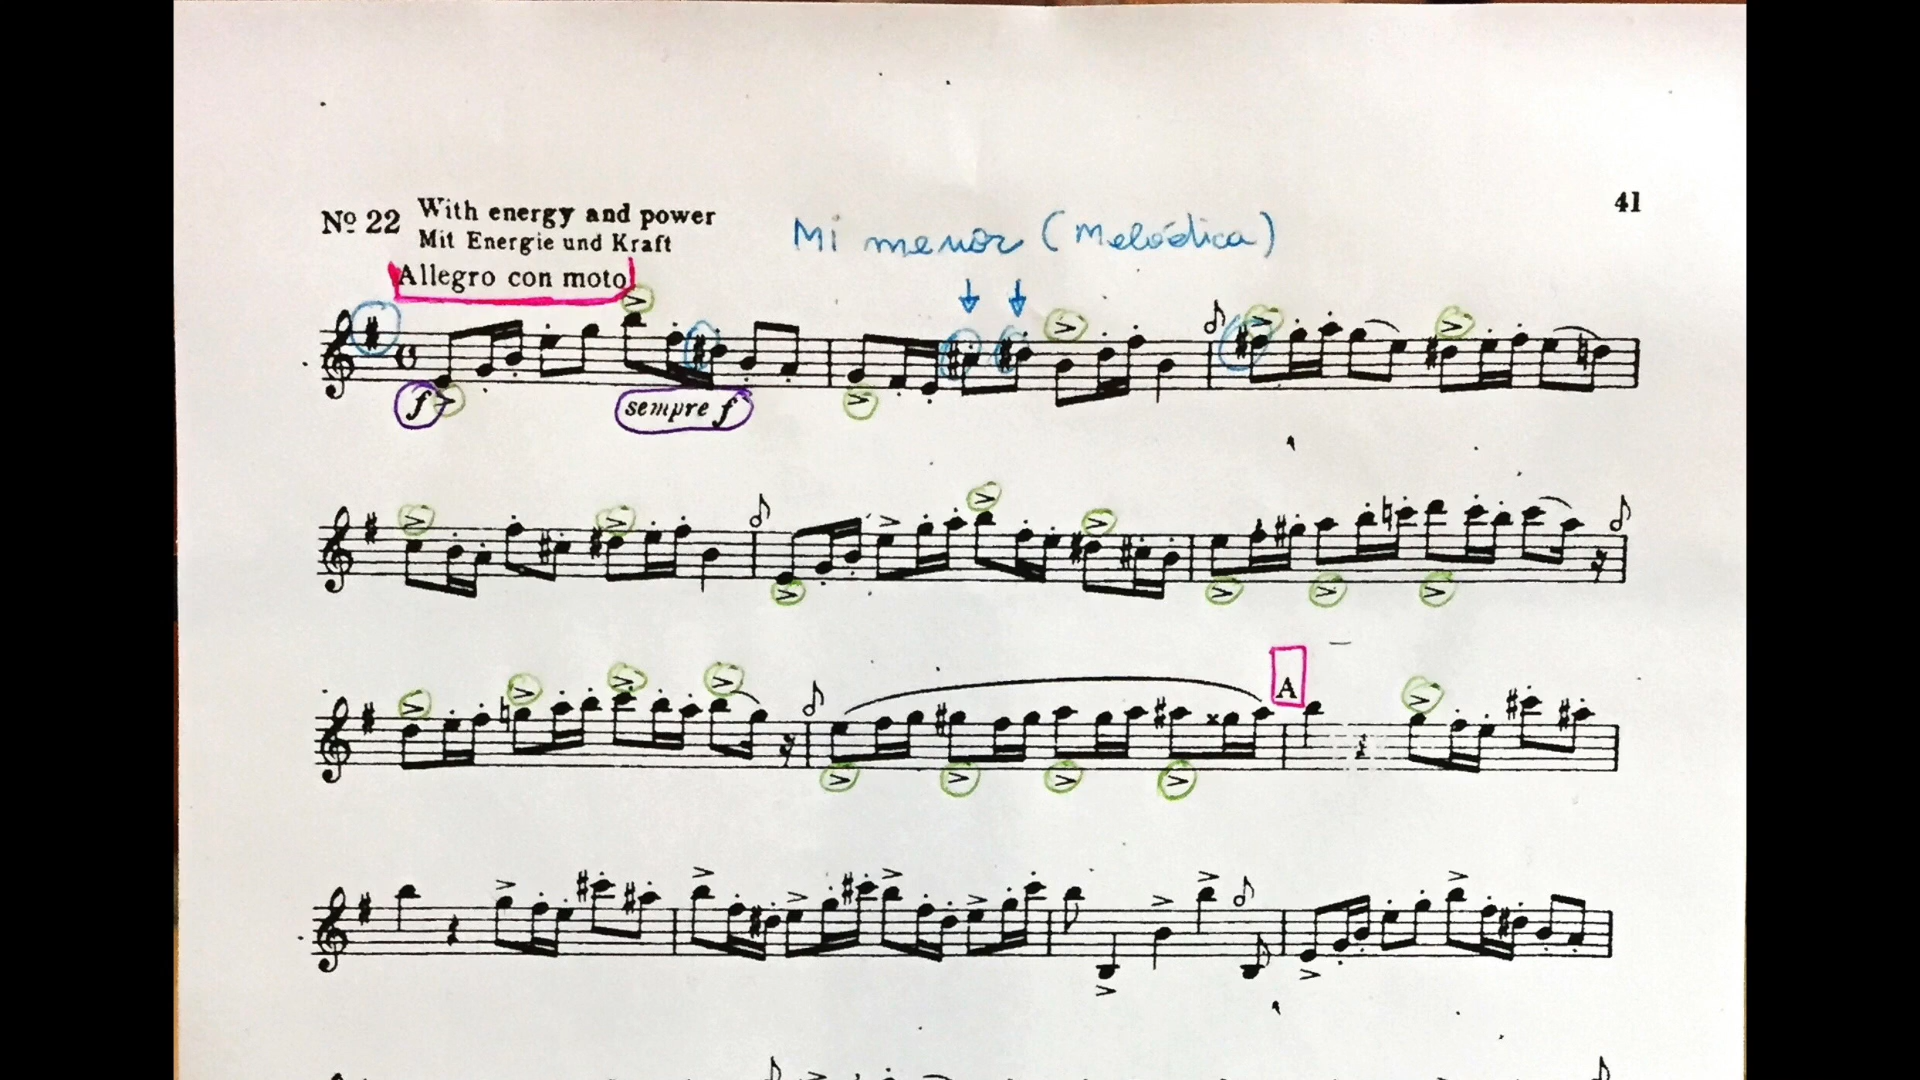 41
Nº 22 With energy and power
Mit Energie und Kraft
Allegro con moto
Mi menor (Melódica)
f
sempre f
A